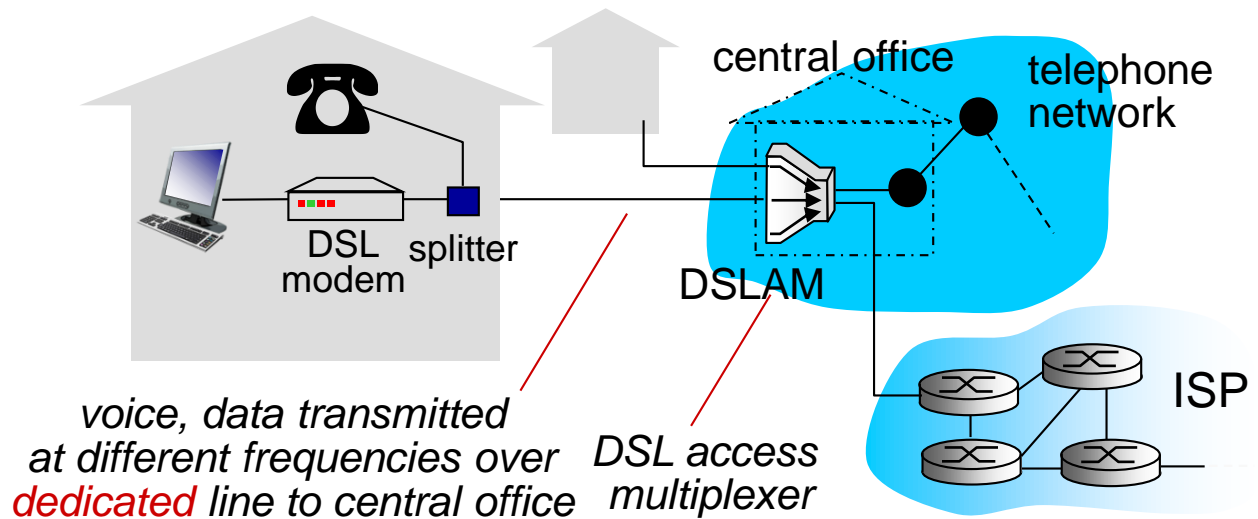 central office
telephone
network
DSL
modem
splitter
DSLAM
ISP
voice, data transmitted
at different frequencies over
dedicated line to central office
DSL access
multiplexer